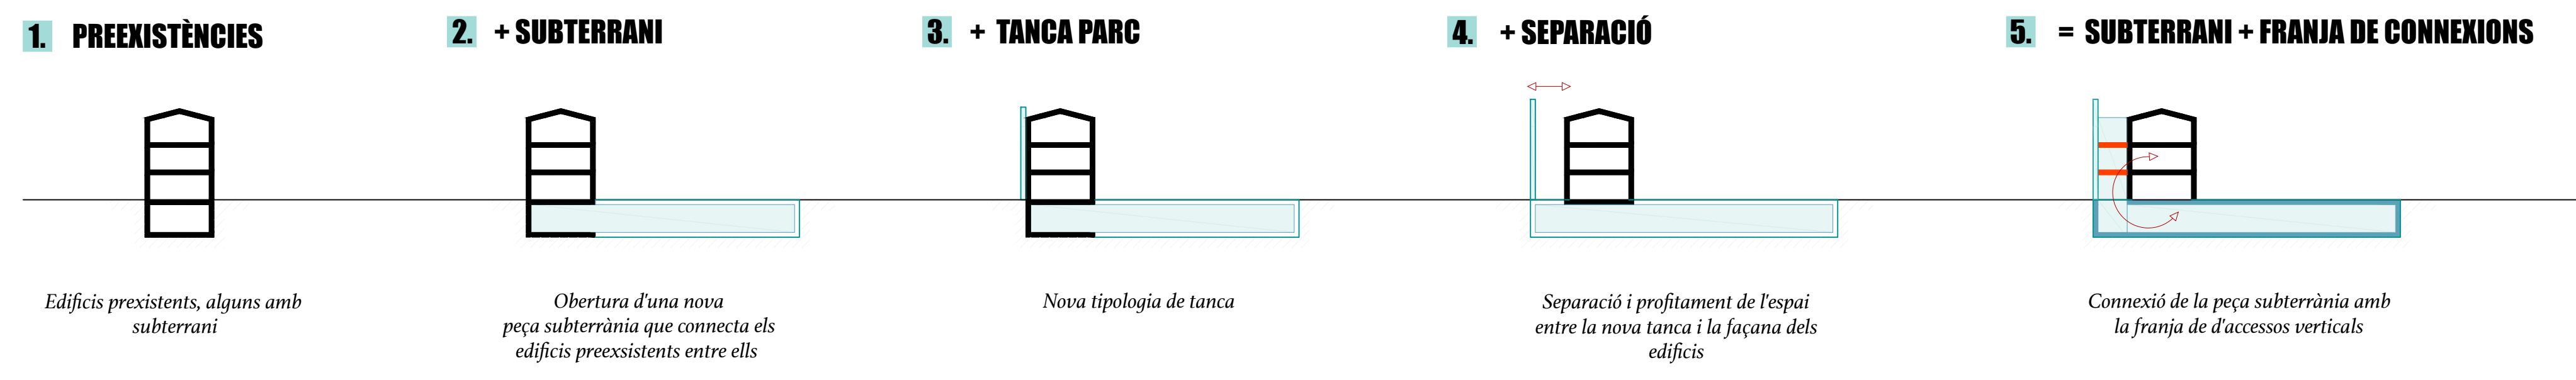 1. PREEXISTÈNCIES
2. + SUBTERRANI
3. + TANCA PARC
4. + SEPARACIÓ
5. = SUBTERRANI + FRANJA DE CONNEXIONS
Edificis prexistents, alguns amb
subterrani
Obertura d'una nova
peça subterrània que connecta els
edificis preexsistents entre ells
Nova tipologia de tanca
Separació i profitament de l'espai
entre la nova tanca i la façana dels
edificis
Connexió de la peça subterrània amb
la franja de d'accessos verticals